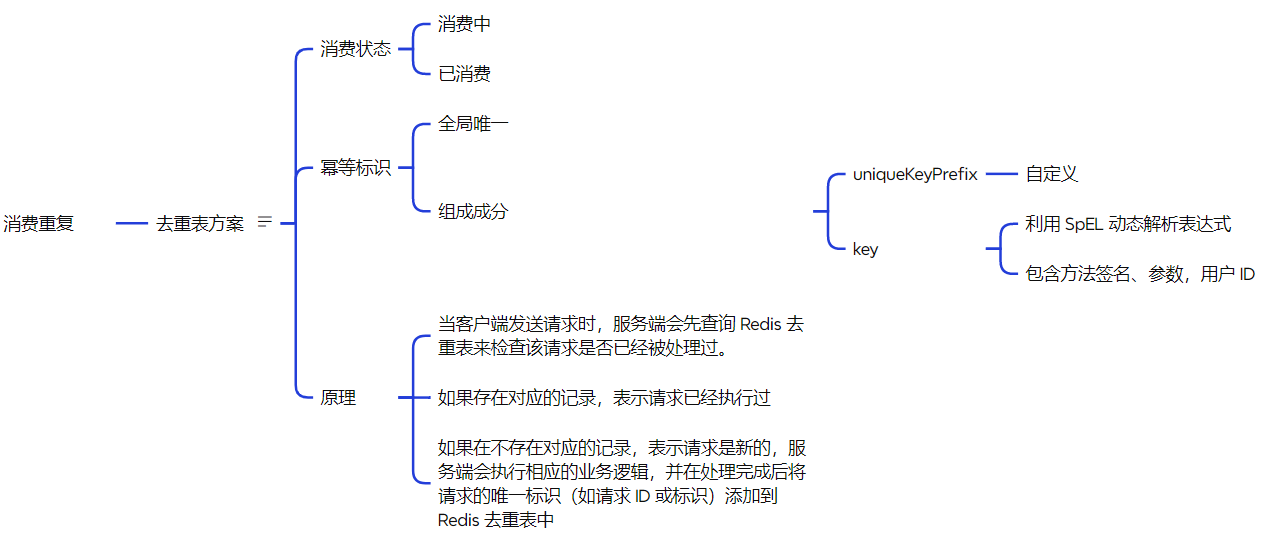 消费重复
去重表方案
消费状态
消费中
已消费
幂等标识
全局唯一
组成成分
uniqueKeyPrefix
自定义
key
利用 SpEL 动态解析表达式
包含方法签名、参数，用户 ID
原理
当客户端发送请求时，服务端会先查询 Redis 去
重表来检查该请求是否已经被处理过。
如果存在对应的记录，表示请求已经执行过
如果在不存在对应的记录，表示请求是新的，服
务端会执行相应的业务逻辑，并在处理完成后将
请求的唯一标识（如请求 ID 或标识）添加到
Redis 去重表中